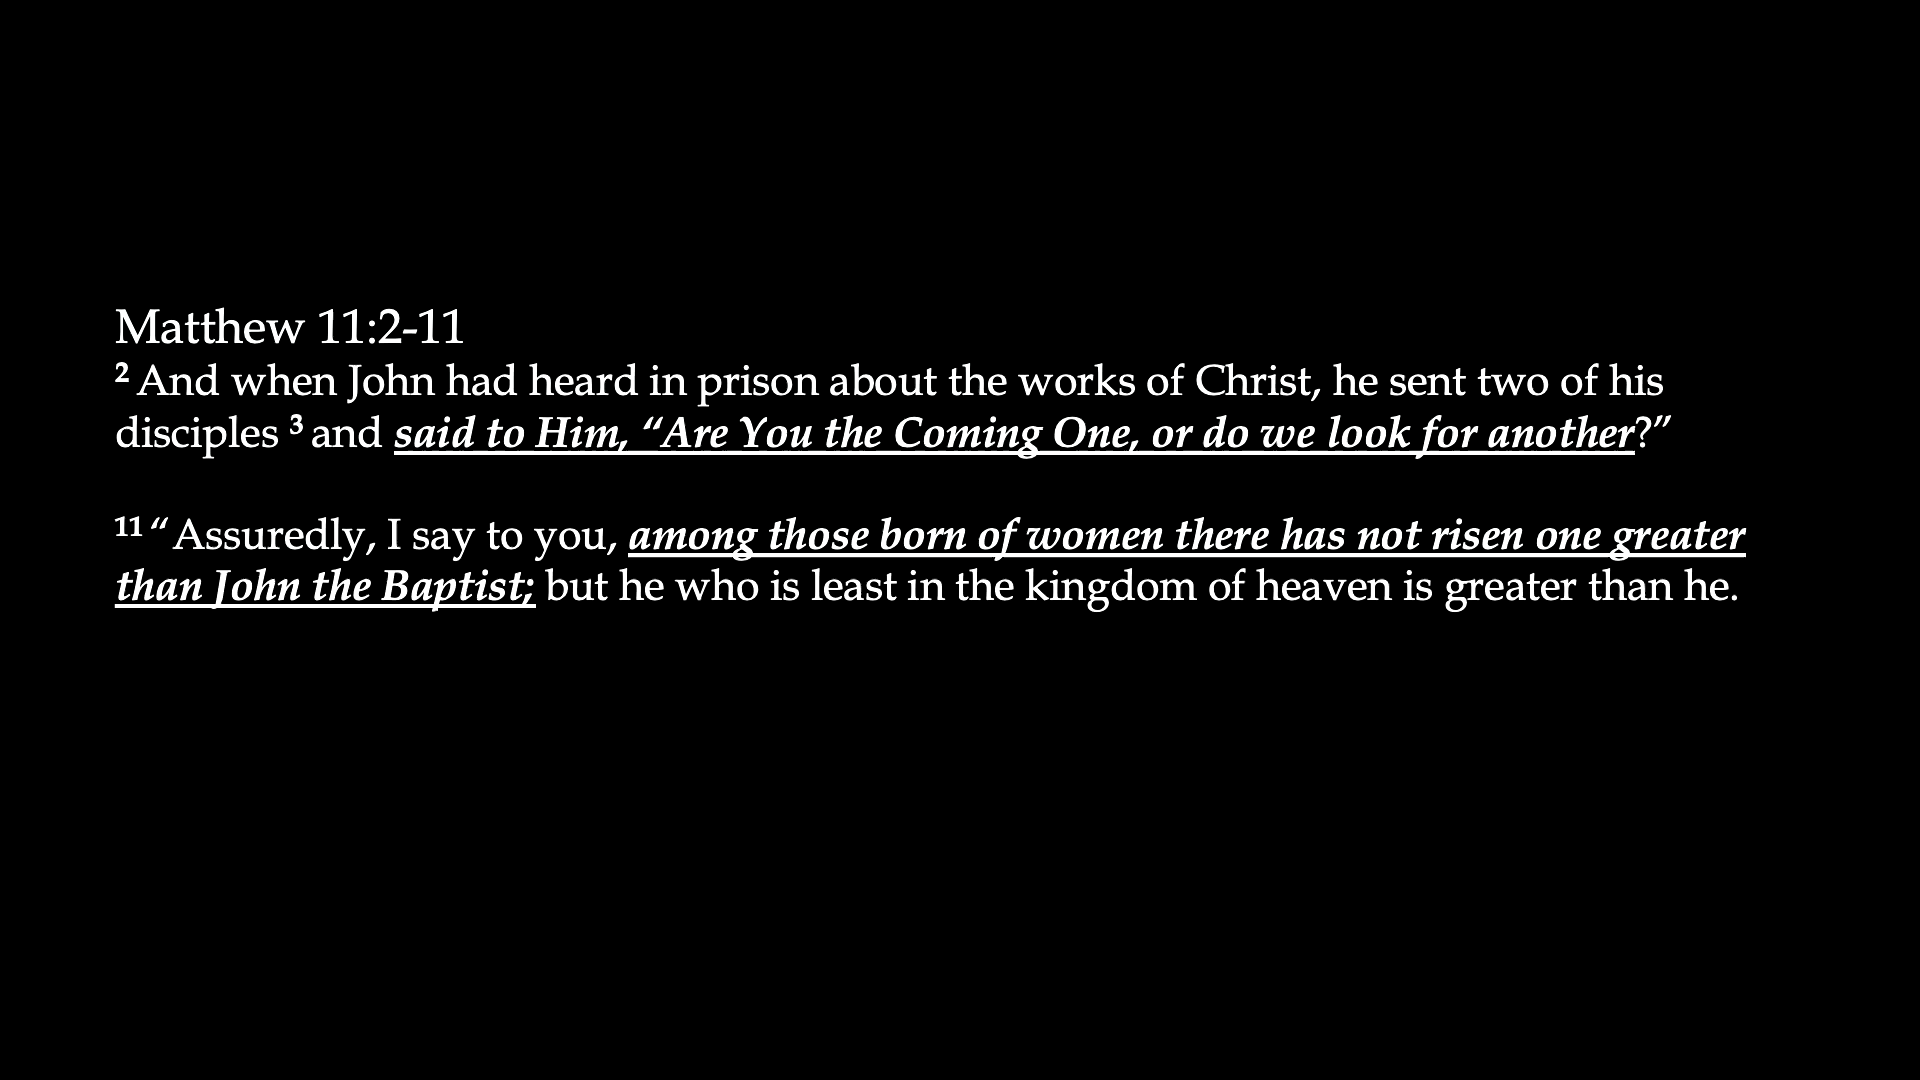 Matthew 11:2-11
2 And when John had heard in prison about the works of Christ, he sent two of his
disciples 3 and said to Him, “Are You the Coming One, or do we look for another?”
11 “Assuredly, I say to you, among those born of women there has not risen one greater
than John the Baptist; but he who is least in the kingdom of heaven is greater than he.